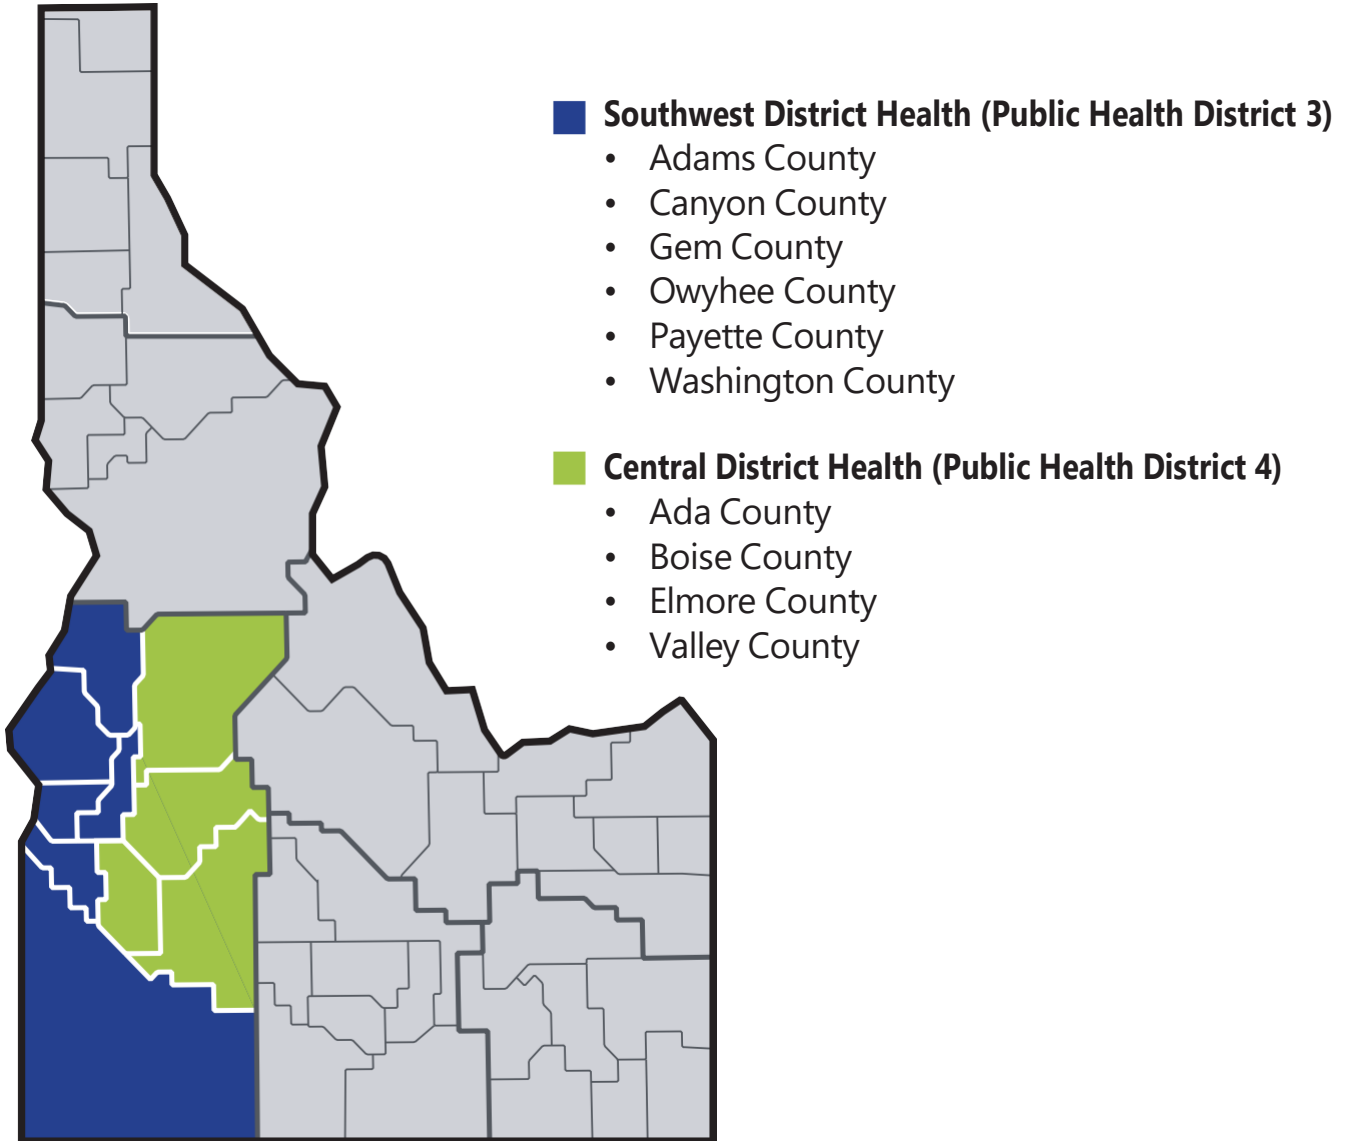 Southwest District Health (Public Health District 3)
• Adams County
• Canyon County
• Gem County
• Owyhee County
• Payette County
• Washington County
Central District Health (Public Health District 4)
• Ada County
• Boise County
• Elmore County
• Valley County